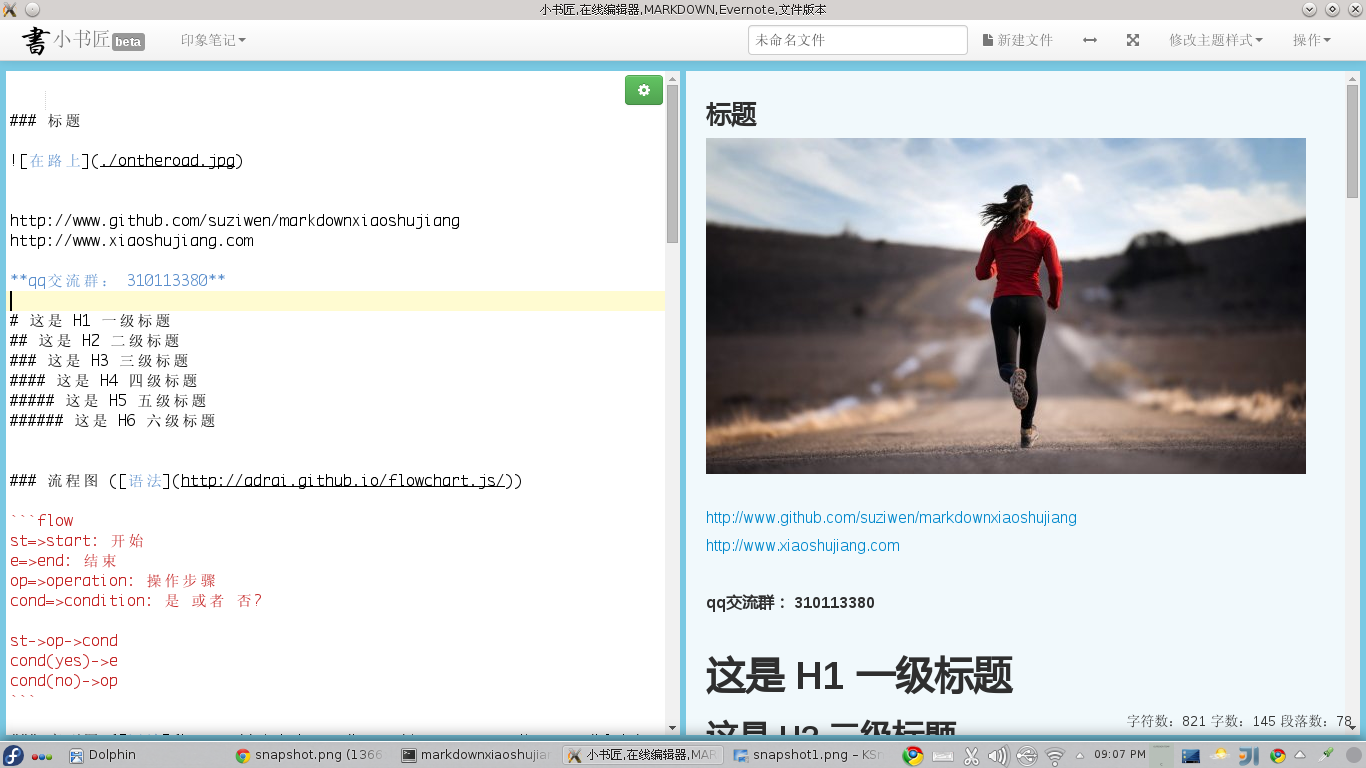 小书匠,在线编辑器,MARKDOWN,Evernote,文件版本
書 小书匠 beta 印象笔记 未命名文件 新建文件 修改主题样式 操作
### 标题
![在路上](./ontheroad.jpg)
http://www.github.com/suziwen/markdownxiaoshujiang
http://www.xiaoshujiang.com
**qq交流群： 310113380**
# 这是 H1 一级标题
## 这是 H2 二级标题
### 这是 H3 三级标题
#### 这是 H4 四级标题
##### 这是 H5 五级标题
###### 这是 H6 六级标题
### 流程图 ([语法](http://adrai.github.io/flowchart.js/))
```flow
st=>start: 开始
e=>end: 结束
op=>operation: 操作步骤
cond=>condition: 是 或者 否?
st->op->cond
cond(yes)->e
cond(no)->op
```
标题
http://www.github.com/suziwen/markdownxiaoshujiang
http://www.xiaoshujiang.com
qq交流群： 310113380
这是 H1 一级标题
这是 H2 二级标题
字符数：821 字数：145 段落数：78
Dolphin snapshot.png (1366 markdownxiaoshujian 小书匠,在线编辑器,MAR snapshot1.png – KSn 09:07 PM